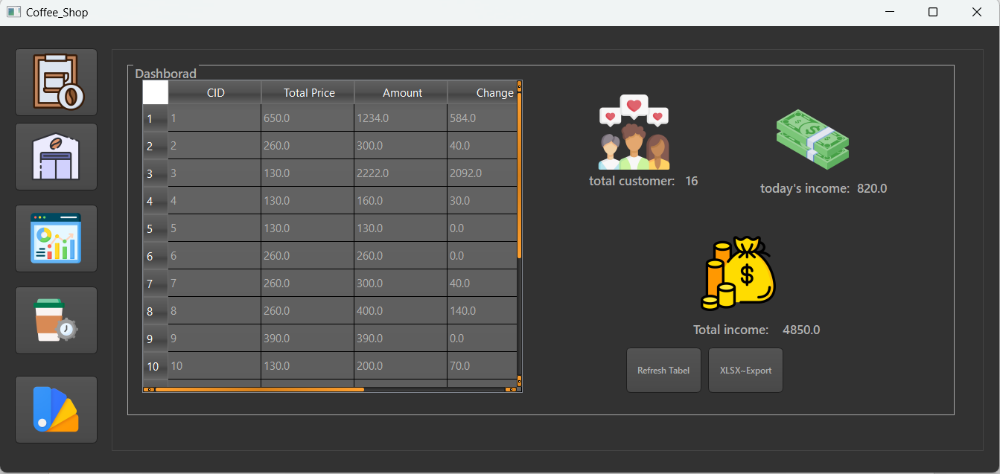 Coffee_Shop
Dashborad
CID Total Price Amount Change
1 1 650.0 1234.0 584.0
2 2 260.0 300.0 40.0
3 3 130.0 2222.0 2092.0
4 4 130.0 160.0 30.0
5 5 130.0 130.0 0.0
6 6 260.0 260.0 0.0
7 7 260.0 300.0 40.0
8 8 260.0 400.0 140.0
9 9 390.0 390.0 0.0
10 10 130.0 200.0 70.0
total customer: 16
today's income: 820.0
$
Total income: 4850.0
Refresh Tabel
XLSX~Export